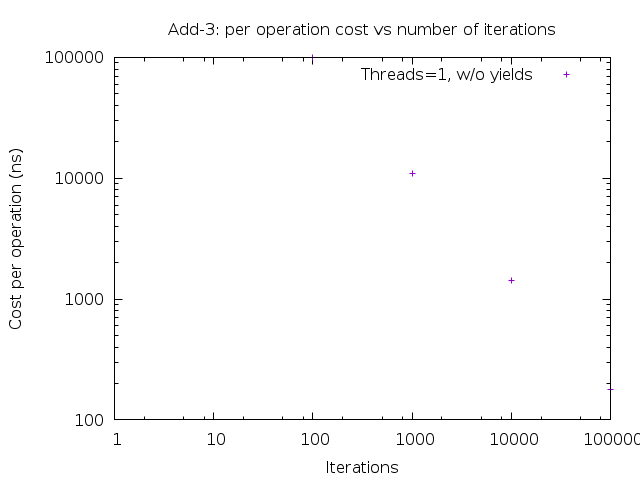 Add-3: per operation cost vs number of iterations
100000
Threads=1, w/o yields
10000
Cost per operation (ns)
1000
100
1 10 100 1000 10000 100000
Iterations